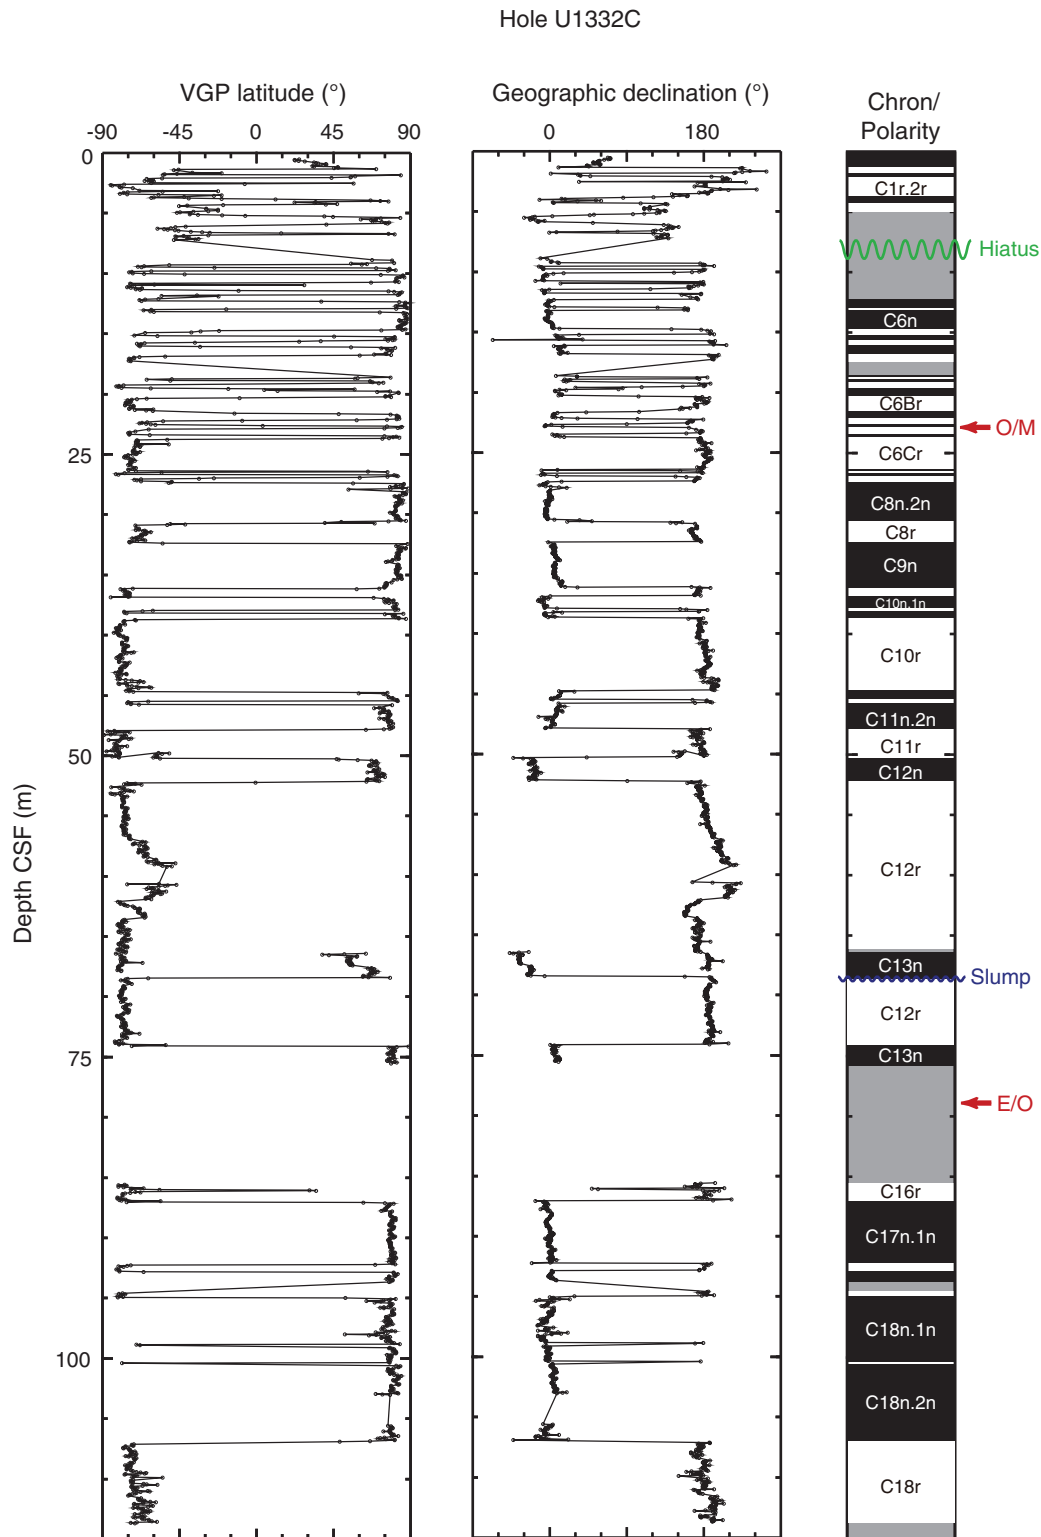 Hole U1332C
VGP latitude (°)
Geographic declination (°)
Chron/
Polarity
-90 -45 0 45 90
0 180
0
25
50
75
100
Depth CSF (m)
C1r.2r
Hiatus
C6n
C6Br
O/M
C6Cr
C8n.2n
C8r
C9n
C10n.1n
C10r
C11n.2n
C11r
C12n
C12r
C13n
Slump
C12r
C13n
E/O
C16r
C17n.1n
C18n.1n
C18n.2n
C18r